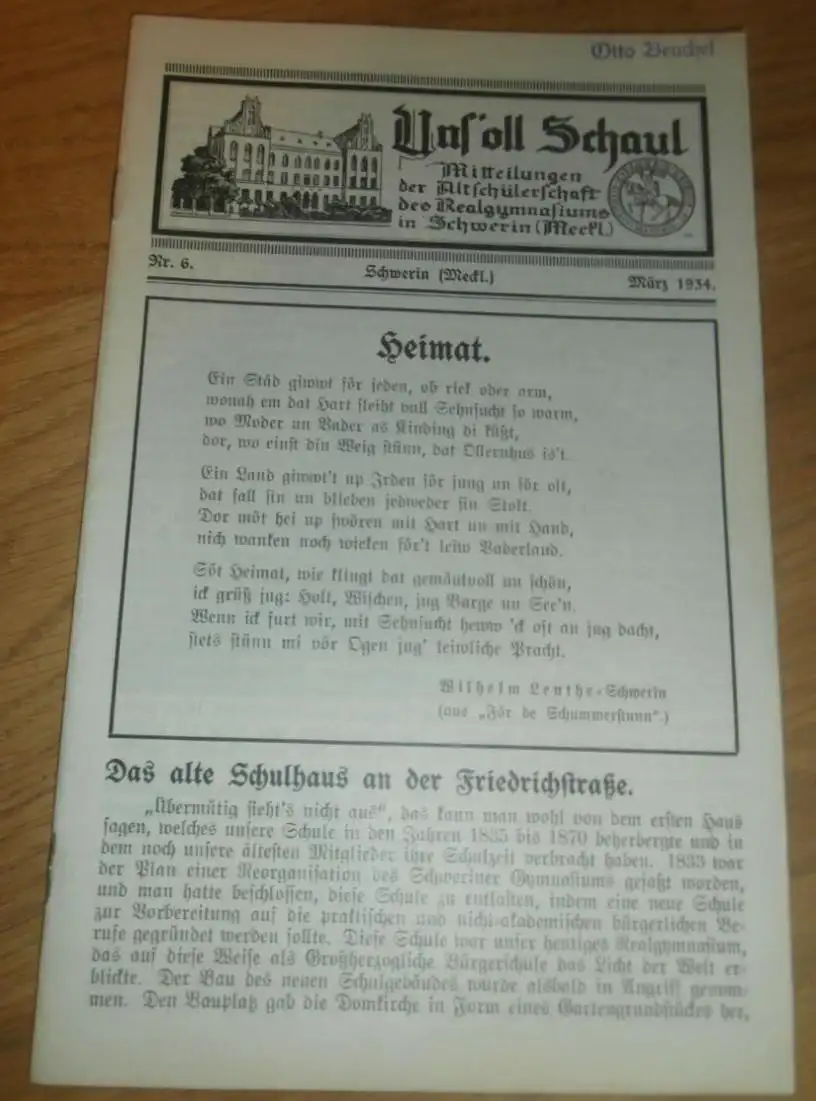 Otto Beuchel
Uns' oll Schaul
Mitteilungen
der Altschülerschaft
des Realgymnasiums
in Schwerin (Meckl.)
Nr. 6.
Schwerin (Meckl.)
März 1934.
Heimat.
Ein Städ giwwt för jeden, ob riek oder arm,
wonah em dat Hart steiht vull Sehnsucht so warm,
wo Moder un Vader as Kinding di küßt,
dor, wo einst din Weig stünn, dat Ollernhus is't.
Ein Land giwwt't up Irden för jung un för olt,
dat sall sin un blieben jedweder sin Stolt.
Dor möt hei up swören mit Hart un mit Hand,
nich wanken noch wieken för't leiw Vaderland.
Söt Heimat, wie klingt dat gemäutvoll un schön,
ick grüß jug: Holt, Wischen, jug Barge un See'n.
Wenn ick furt wir, mit Sehnsucht heww 'ck oft an jug dacht,
stets stünn mi vör Ogen jug' leiwliche Pracht.
Wilhelm Leuthe-Schwerin
(aus „För de Schummerstunn“.)
Das alte Schulhaus an der Friedrichstraße.
„Übermütig sieht's nicht aus“, das kann man wohl von dem ersten Haus
sagen, welches unsere Schule in den Jahren 1835 bis 1870 beherbergte und in
dem noch unsere ältesten Mitglieder ihre Schulzeit verbracht haben. 1833 war
der Plan einer Reorganisation des Schweriner Gymnasiums gefaßt worden,
und man hatte beschlossen, diese Schule zu entlasten, indem eine neue Schule
zur Vorbereitung auf die praktischen und nicht-akademischen bürgerlichen Be-
rufe gegründet werden sollte. Diese Schule war unser heutiges Realgymnasium,
das auf diese Weise als Großherzogliche Bürgerschule das Licht der Welt er-
blickte. Der Bau des neuen Schulgebäudes wurde alsbald in Angriff genom-
men. Den Bauplatz gab die Domkirche in Form eines Gartengrundstückes her,